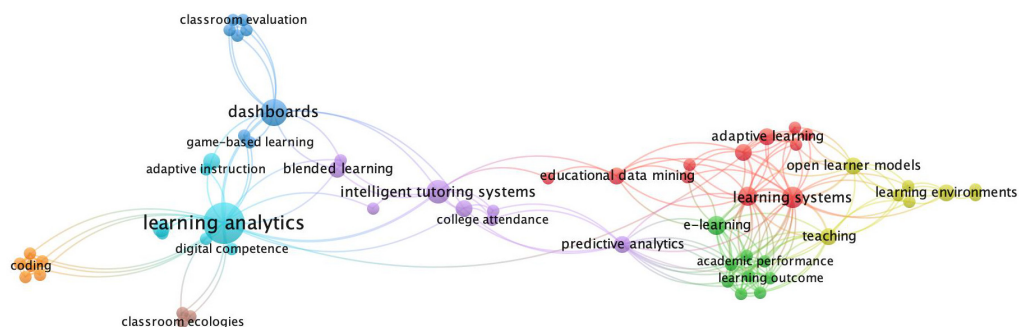 classroom evaluation
dashboards
game-based learning
adaptive instruction
blended learning
intelligent tutoring systems
learning analytics
college attendance
digital competence
coding
classroom ecologies
predictive analytics
educational data mining
adaptive learning
open learner models
learning systems
learning environments
e-learning
teaching
academic performance
learning outcome